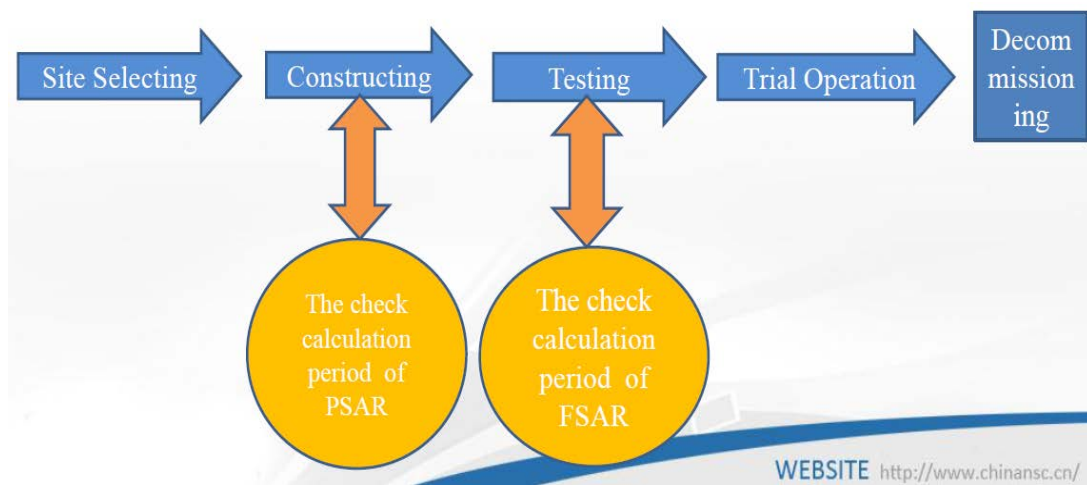 Site Selecting
Constructing
Testing
Trial Operation
Decom
mission
ing
The check
calculation
period of
PSAR
The check
calculation
period of
FSAR
WEBSITE http://www.chinansc.cn/